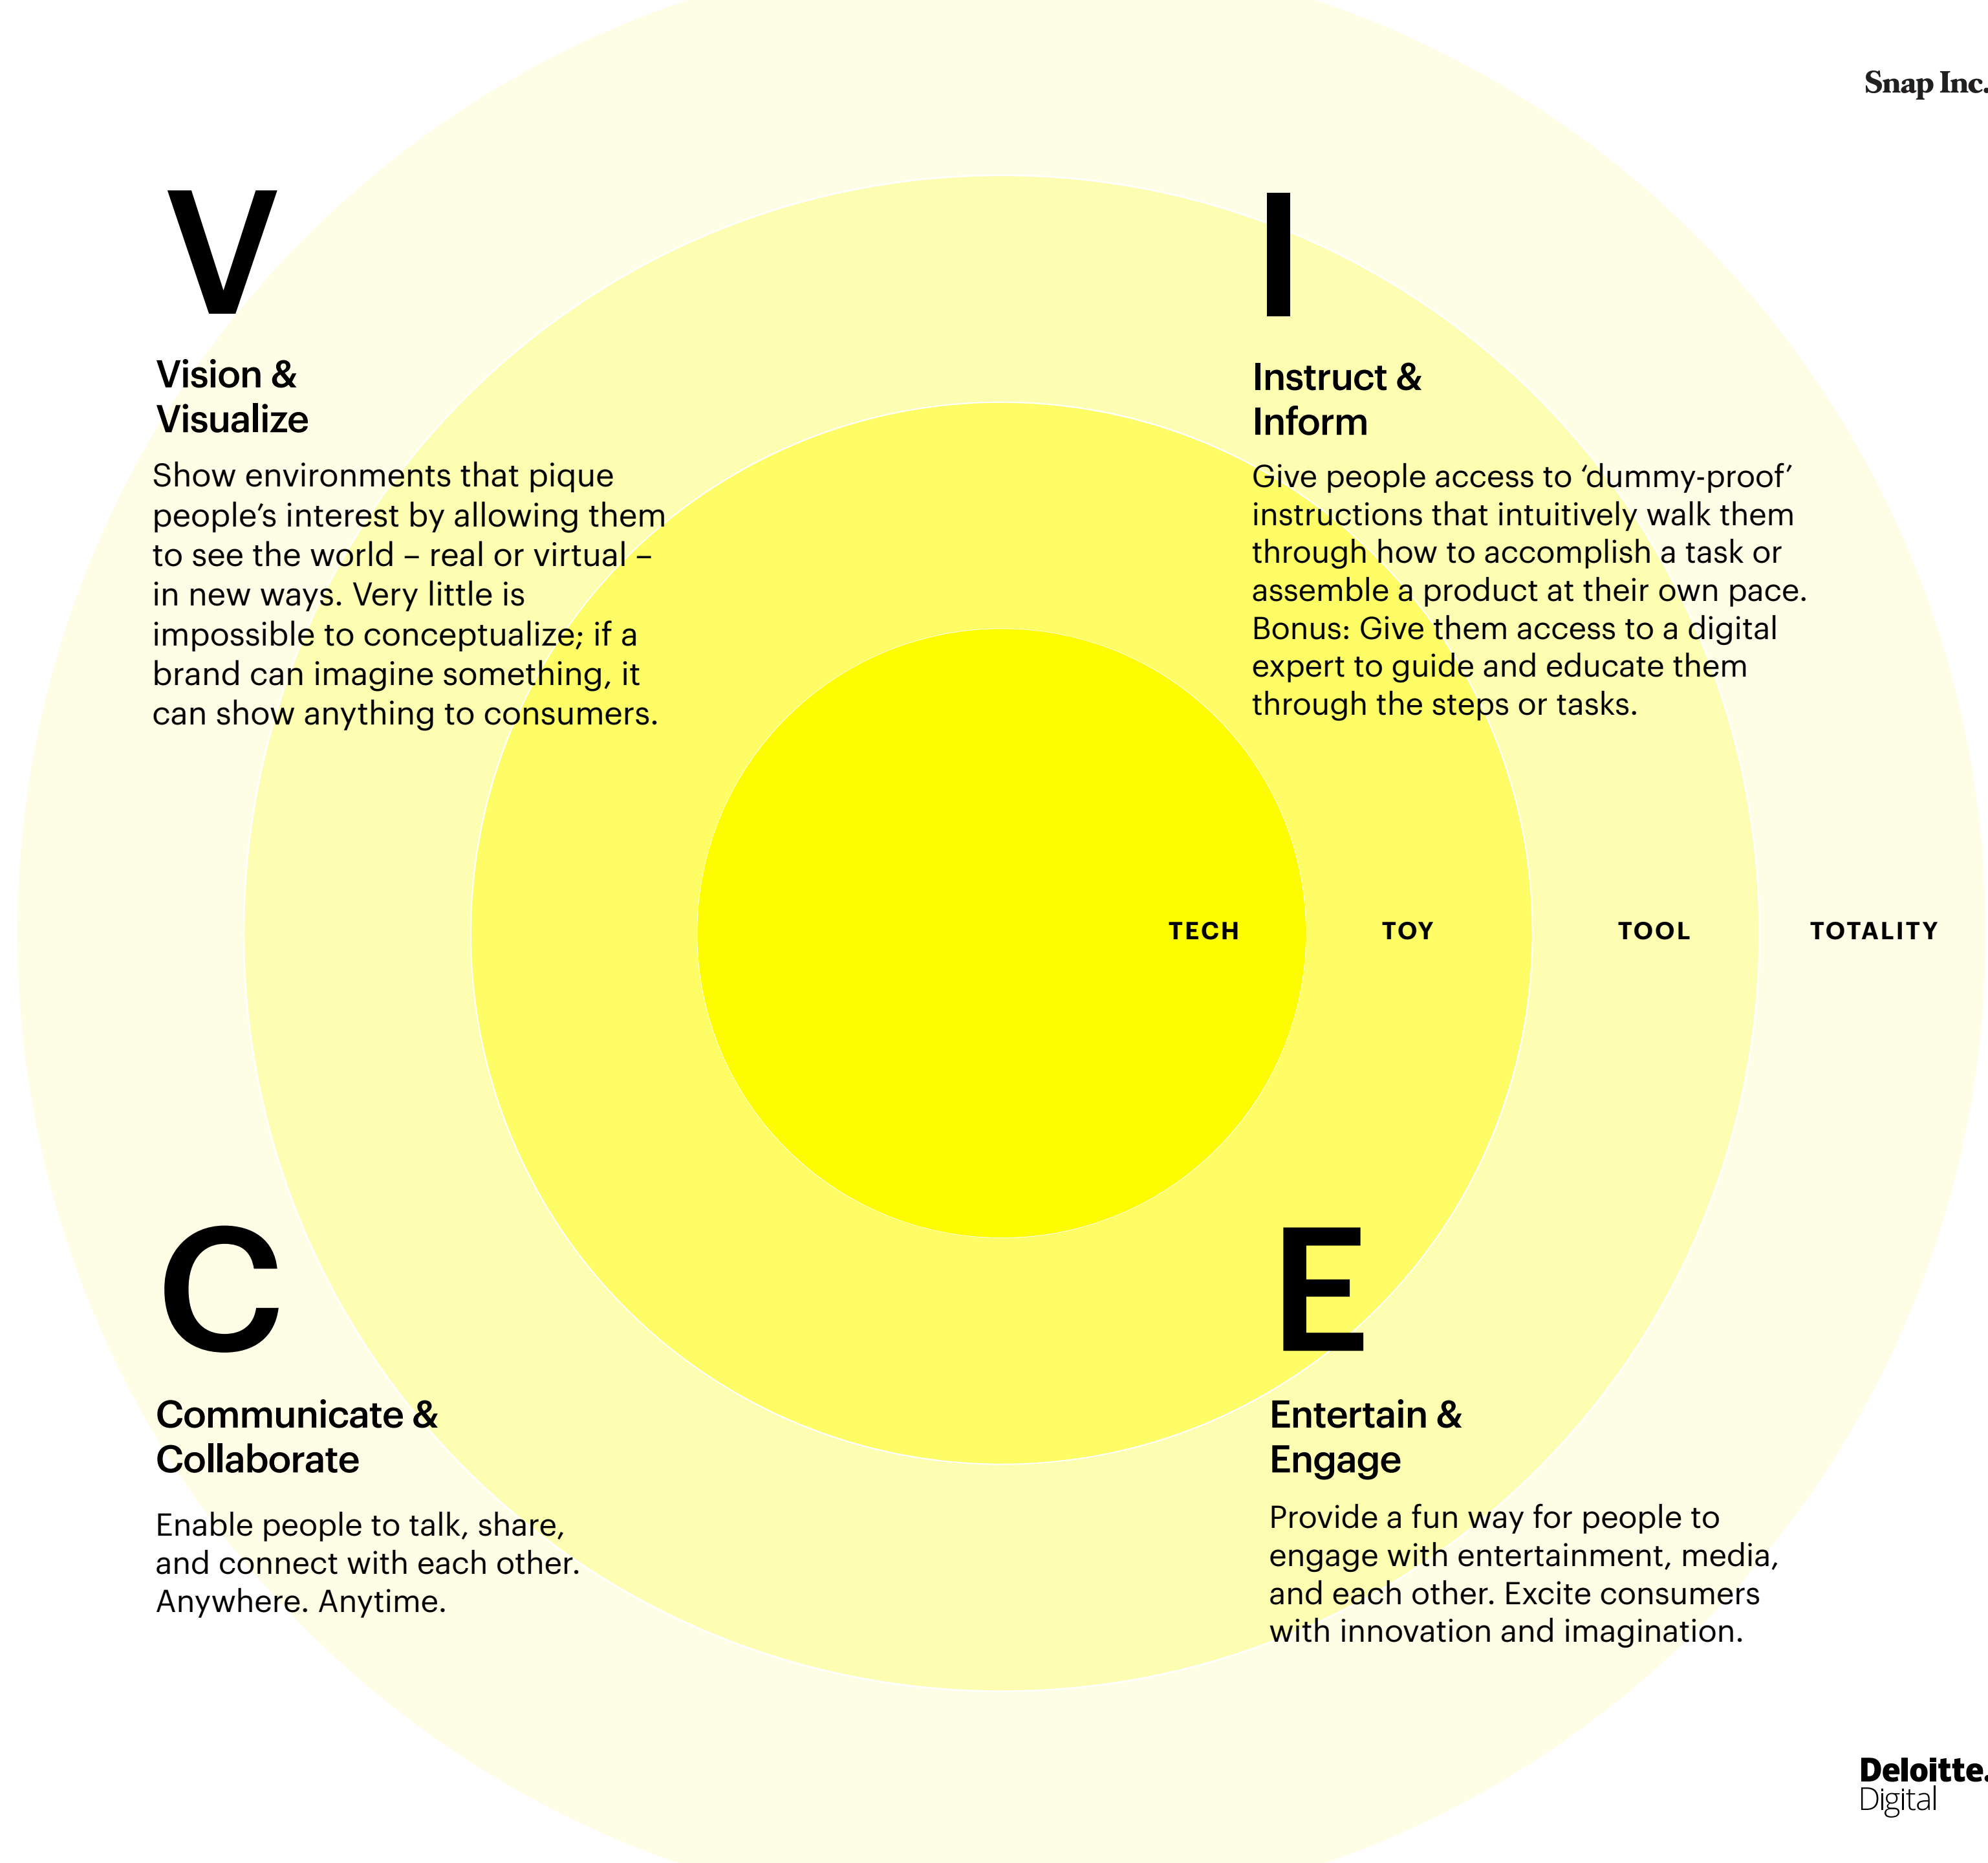 Snap Inc.
V
Vision &
Visualize
Show environments that pique
people’s interest by allowing them
to see the world – real or virtual –
in new ways. Very little is
impossible to conceptualize; if a
brand can imagine something, it
can show anything to consumers.
I
Instruct &
Inform
Give people access to ‘dummy-proof’
instructions that intuitively walk them
through how to accomplish a task or
assemble a product at their own pace.
Bonus: Give them access to a digital
expert to guide and educate them
through the steps or tasks.
TECH TOY TOOL TOTALITY
C
Communicate &
Collaborate
Enable people to talk, share,
and connect with each other.
Anywhere. Anytime.
E
Entertain &
Engage
Provide a fun way for people to
engage with entertainment, media,
and each other. Excite consumers
with innovation and imagination.
Deloitte.
Digital